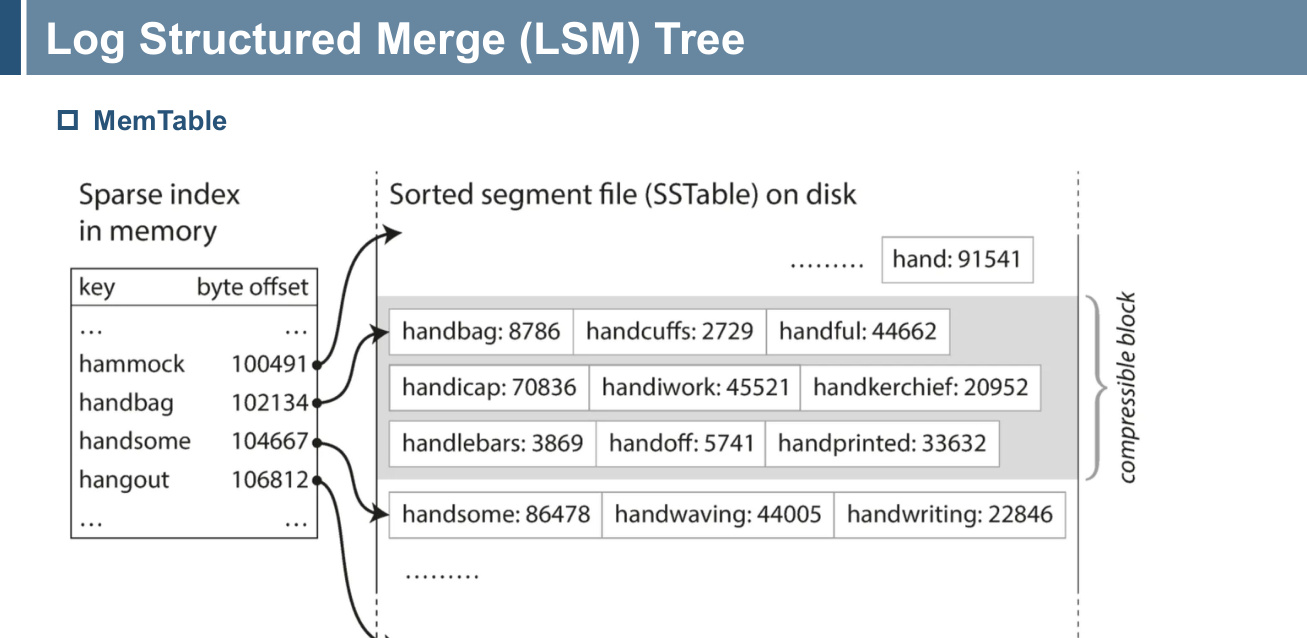 Log Structured Merge (LSM) Tree
MemTable
Sparse index
in memory
key byte offset
... ...
hammock 100491
handbag 102134
handsome 104667
hangout 106812
... ...
Sorted segment file (SSTable) on disk
......... hand: 91541
handbag: 8786 handcuffs: 2729 handful: 44662
handicap: 70836 handiwork: 45521 handkerchief: 20952
handlebars: 3869 handoff: 5741 handprinted: 33632
handsome: 86478 handwaving: 44005 handwriting: 22846
.........
compressible block